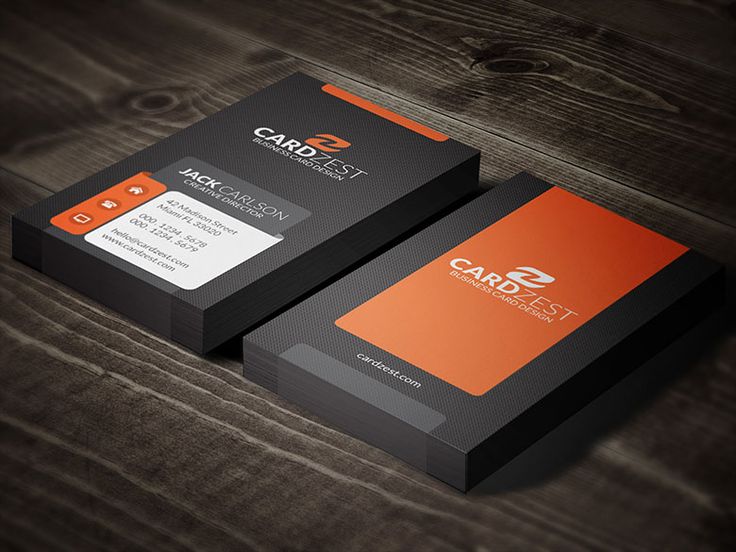 CARDZEST
BUSINESS CARD DESIGN
JACK CARLSON
CREATIVE DIRECTOR
42 Madison Street
Miami FL 33020
000. 1234. 5678
000. 1234. 5679
hello@cardzest.com
www.cardzest.com
CARDZEST
BUSINESS CARD DESIGN
cardzest.com